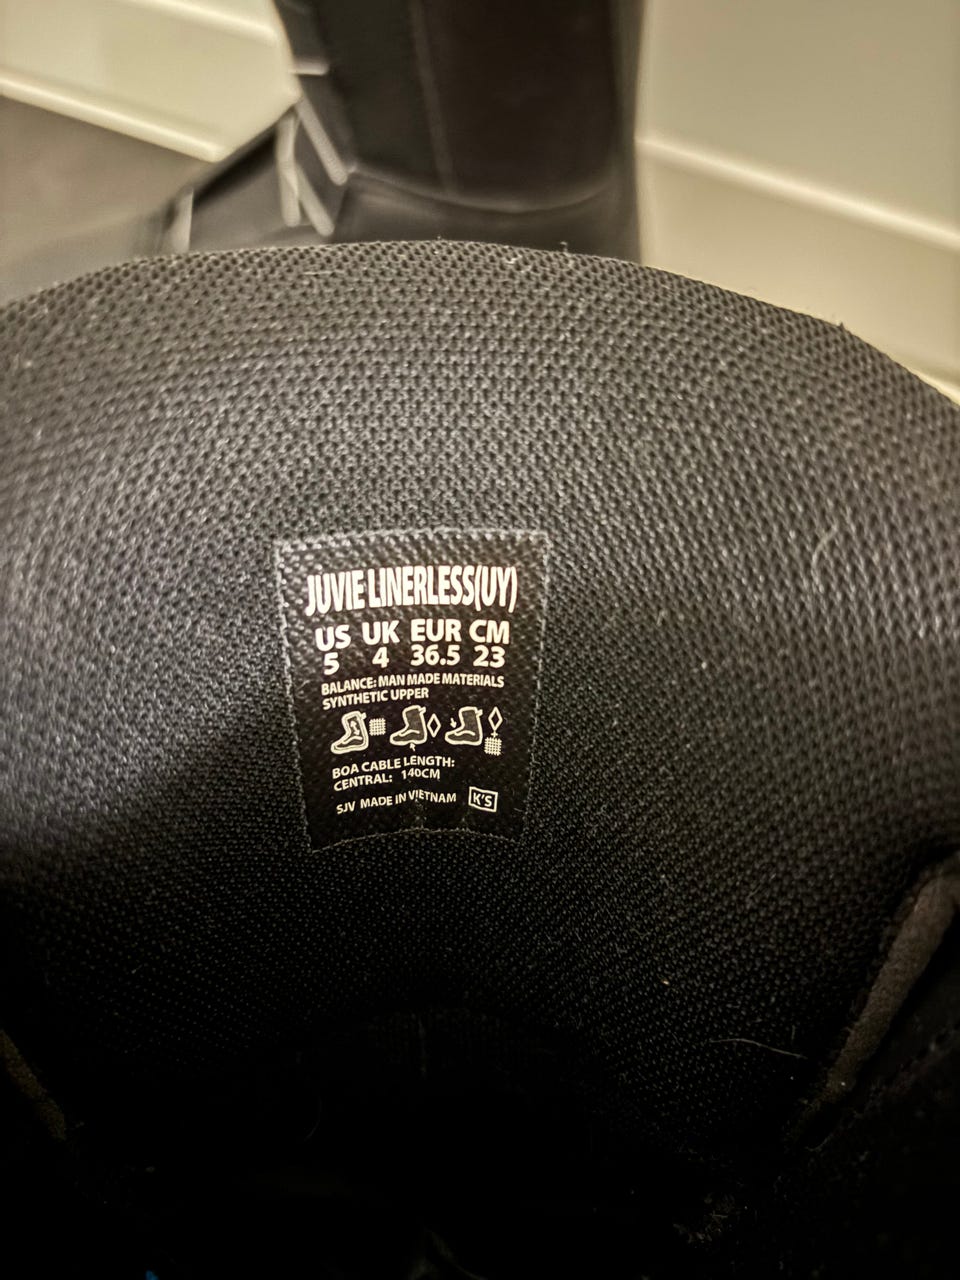 JUVIE LINERLESS(UY)
US UK EUR CM
5 4 36.5 23
BALANCE: MAN MADE MATERIALS
SYNTHETIC UPPER
BOA CABLE LENGTH:
CENTRAL: 140CM
SJV MADE IN VIETNAM K'S